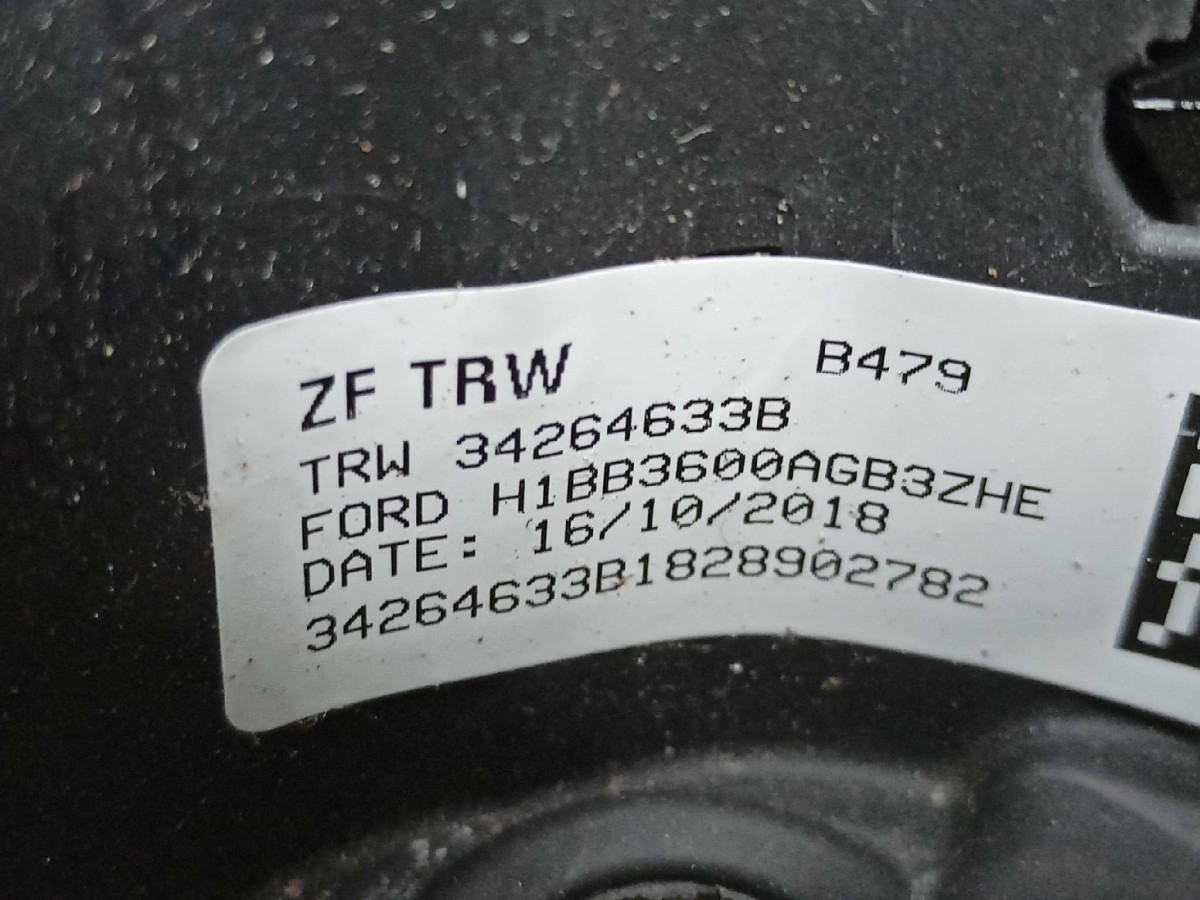 ZF TRW B479
TRW 34264633B
FORD H1BB3600AGB3ZHE
DATE: 16/10/2018
34264633B1828902782